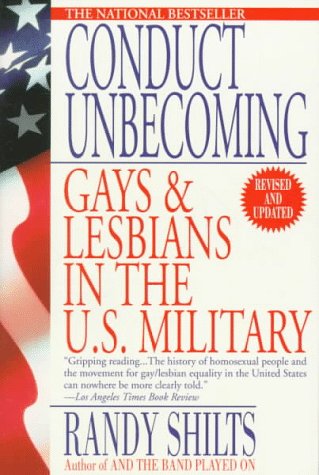 THE NATIONAL BESTSELLER
CONDUCT
UNBECOMING
GAYS &
LESBIANS
IN THE
U.S. MILITARY
REVISED
AND
UPDATED
"Gripping reading...The history of homosexual people and
the movement for gay/lesbian equality in the United States
can nowhere be more clearly told."
—Los Angeles Times Book Review
RANDY SHILTS
Author of AND THE BAND PLAYED ON